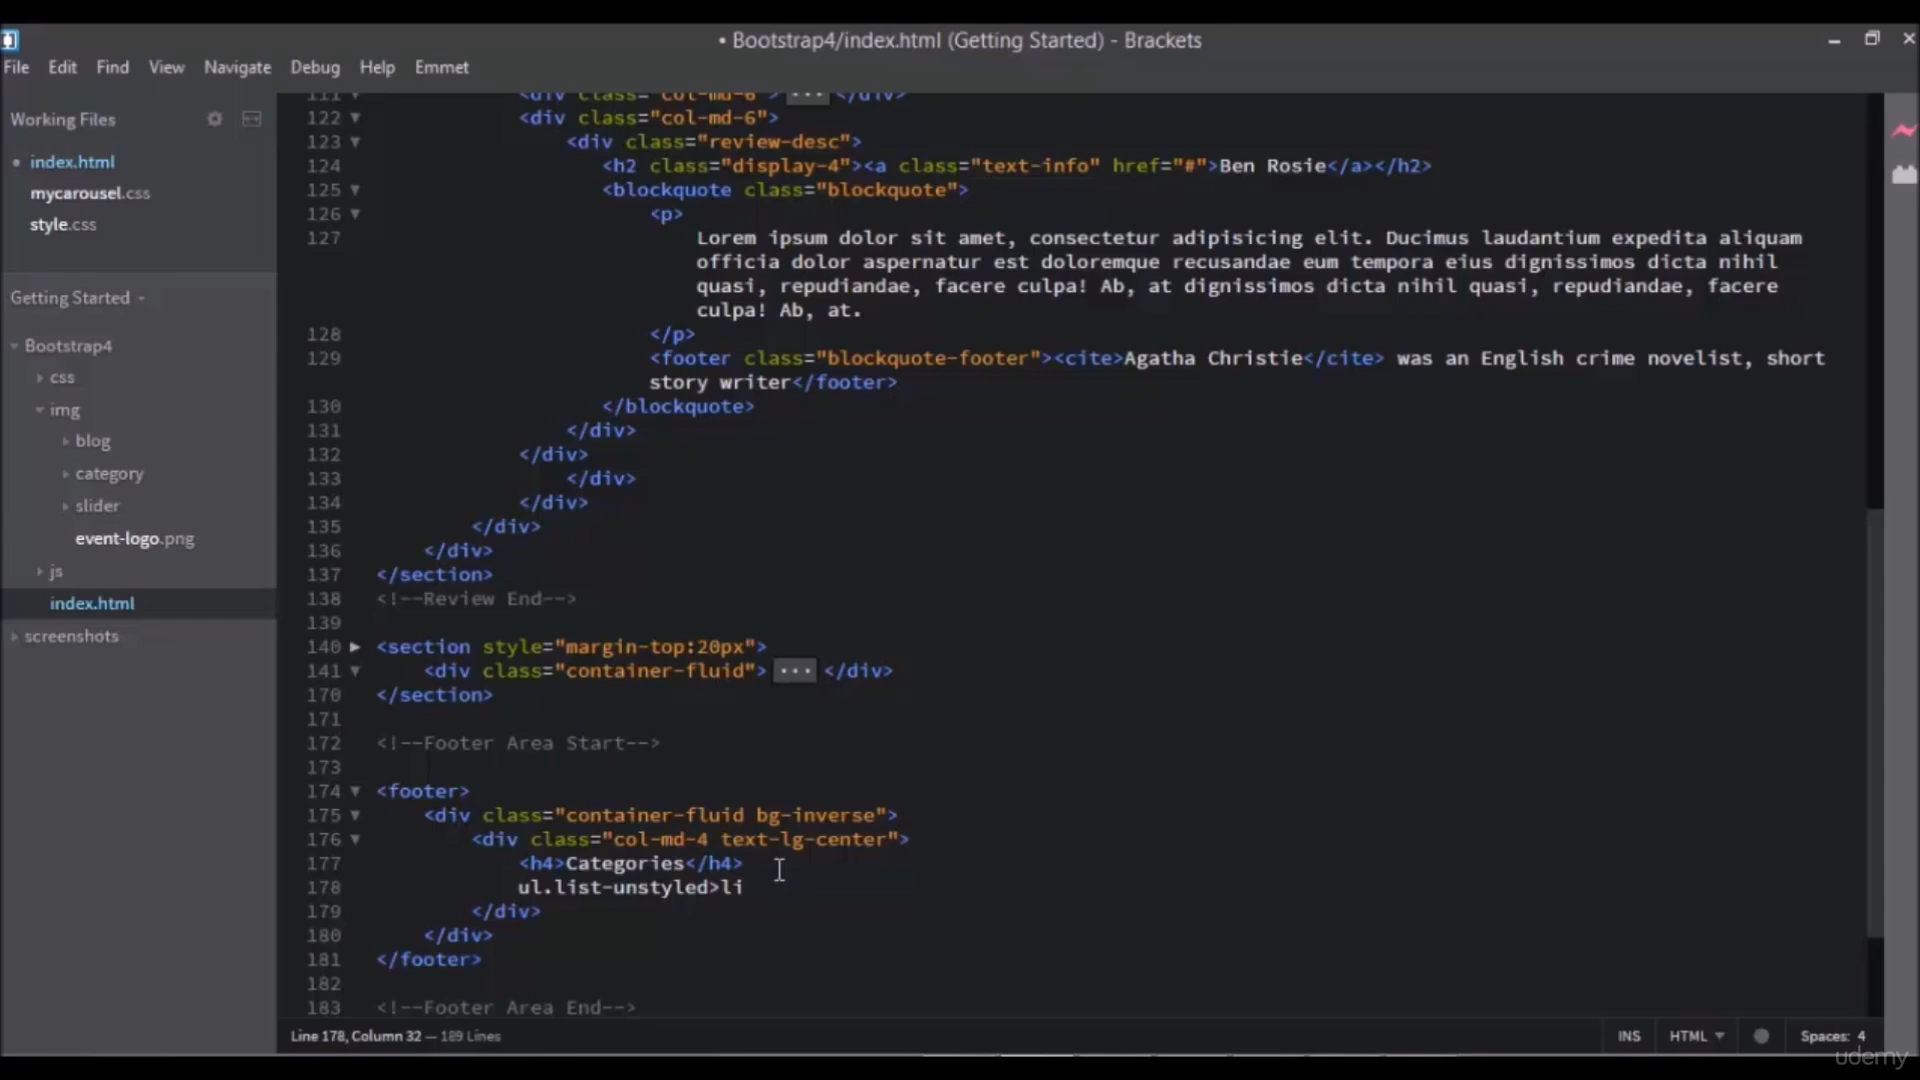 • Bootstrap4/index.html (Getting Started) - Brackets
File Edit Find View Navigate Debug Help Emmet
Working Files
• index.html
mycarousel.css
style.css
Getting Started
Bootstrap4
css
img
blog
category
slider
event-logo.png
js
index.html
screenshots
111 <div class="col-md-6"> ... </div>
122 <div class="col-md-6">
123 <div class="review-desc">
124 <h2 class="display-4"><a class="text-info" href="#">Ben Rosie</a></h2>
125 <blockquote class="blockquote">
126 <p>
127 Lorem ipsum dolor sit amet, consectetur adipisicing elit. Ducimus laudantium expedita aliquam
officia dolor aspernatur est doloremque recusandae eum tempora eius dignissimos dicta nihil
quasi, repudiandae, facere culpa! Ab, at dignissimos dicta nihil quasi, repudiandae, facere
culpa! Ab, at.
128 </p>
129 <footer class="blockquote-footer"><cite>Agatha Christie</cite> was an English crime novelist, short
story writer</footer>
130 </blockquote>
131 </div>
132 </div>
133 </div>
134 </div>
135 </div>
136 </div>
137 </section>
138 <!--Review End-->
139
140 <section style="margin-top:20px">
141 <div class="container-fluid"> ... </div>
170 </section>
171
172 <!--Footer Area Start-->
173
174 <footer>
175 <div class="container-fluid bg-inverse">
176 <div class="col-md-4 text-lg-center">
177 <h4>Categories</h4>
178 ul.list-unstyled>li
179 </div>
180 </div>
181 </footer>
182
183 <!--Footer Area End-->
Line 178, Column 32 — 189 Lines
INS HTML Spaces: 4
udemy